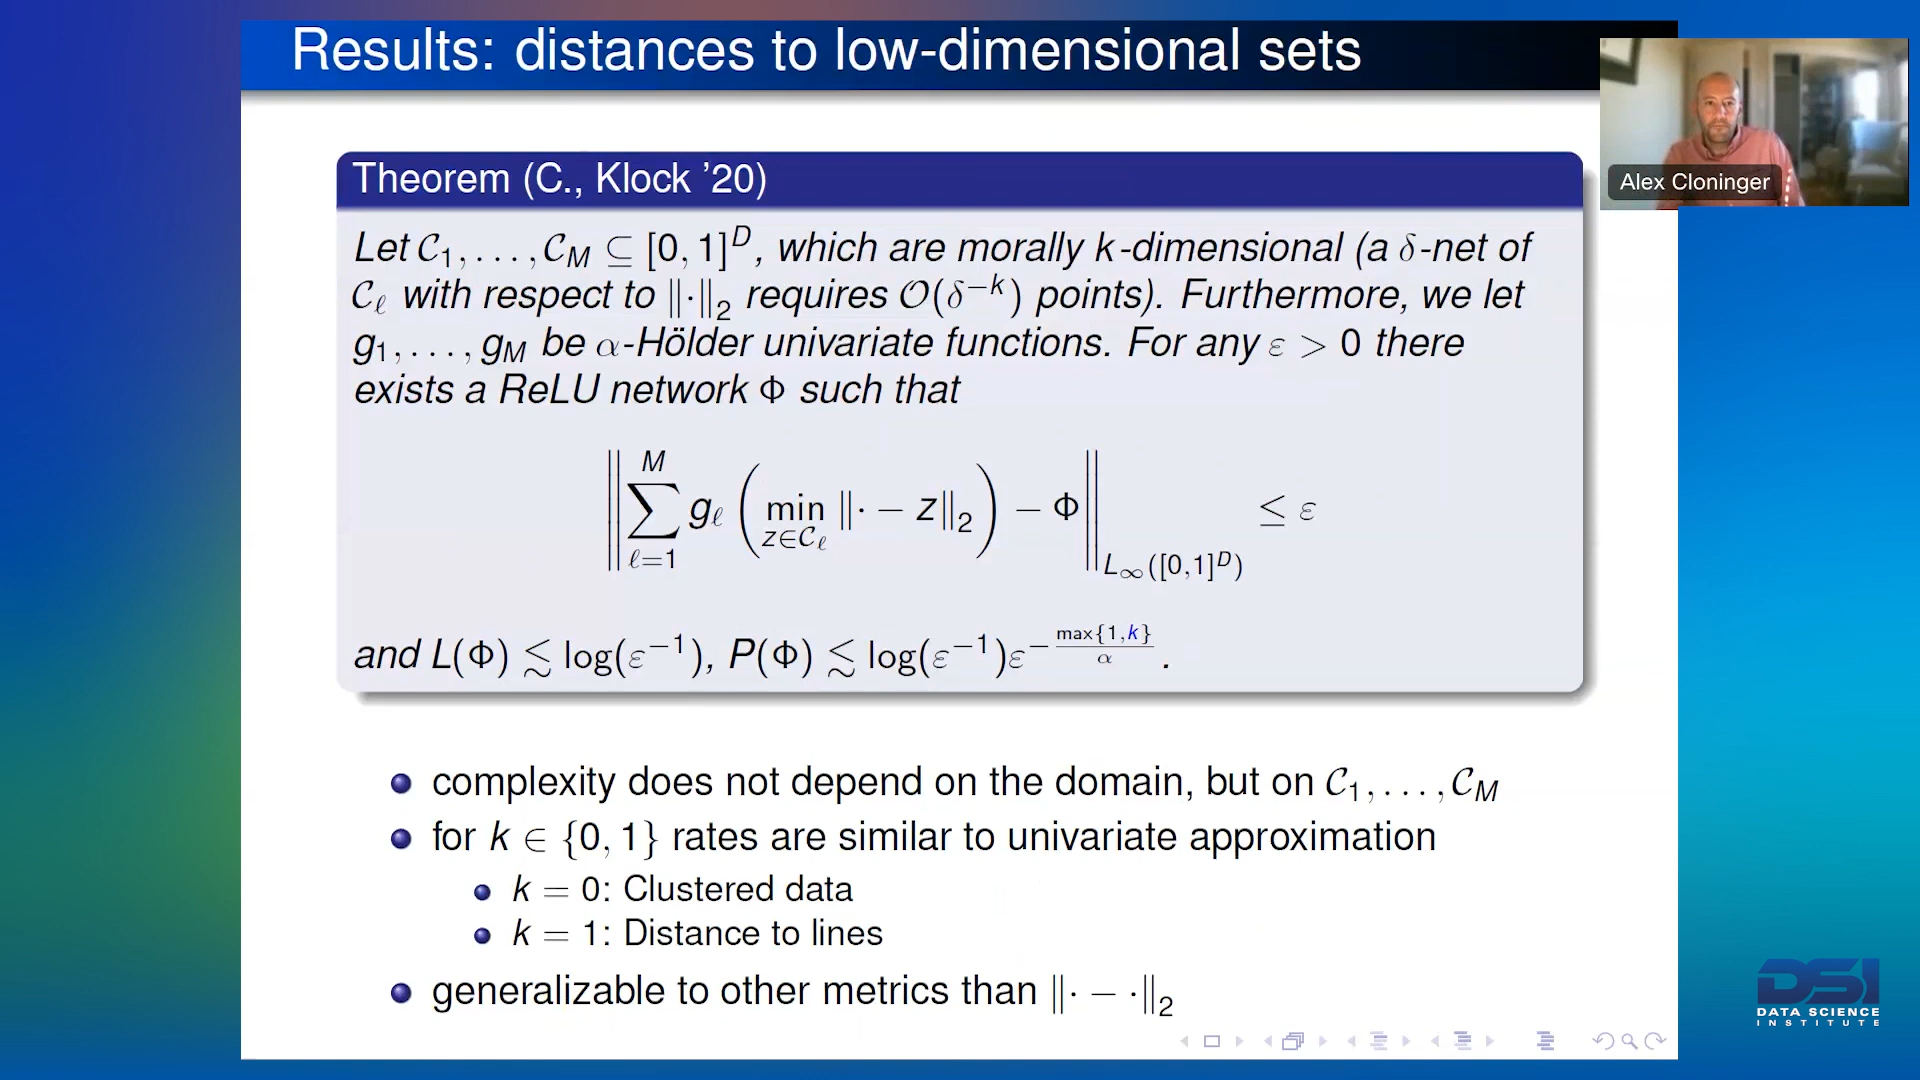 Results: distances to low-dimensional sets
Alex Cloninger
Theorem (C., Klock ’20)
Let 𝒞₁, . . . , 𝒞_M ⊆ [0, 1]^D, which are morally k-dimensional (a δ-net of
𝒞_ℓ with respect to ‖·‖₂ requires 𝒪(δ^{−k}) points). Furthermore, we let
g₁, . . . , g_M be α-Hölder univariate functions. For any ε > 0 there
exists a ReLU network Φ such that
‖ ∑_{ℓ=1}^{M} g_ℓ ( min_{z∈𝒞_ℓ} ‖· − z‖₂ ) − Φ ‖_{L_∞([0,1]^D)} ≤ ε
and L(Φ) ≲ log(ε^{−1}), P(Φ) ≲ log(ε^{−1})ε^{−max{1,k}/α}.
complexity does not depend on the domain, but on 𝒞₁, . . . , 𝒞_M
for k ∈ {0, 1} rates are similar to univariate approximation
k = 0: Clustered data
k = 1: Distance to lines
generalizable to other metrics than ‖· − ·‖₂
DSI
DATA SCIENCE
INSTITUTE